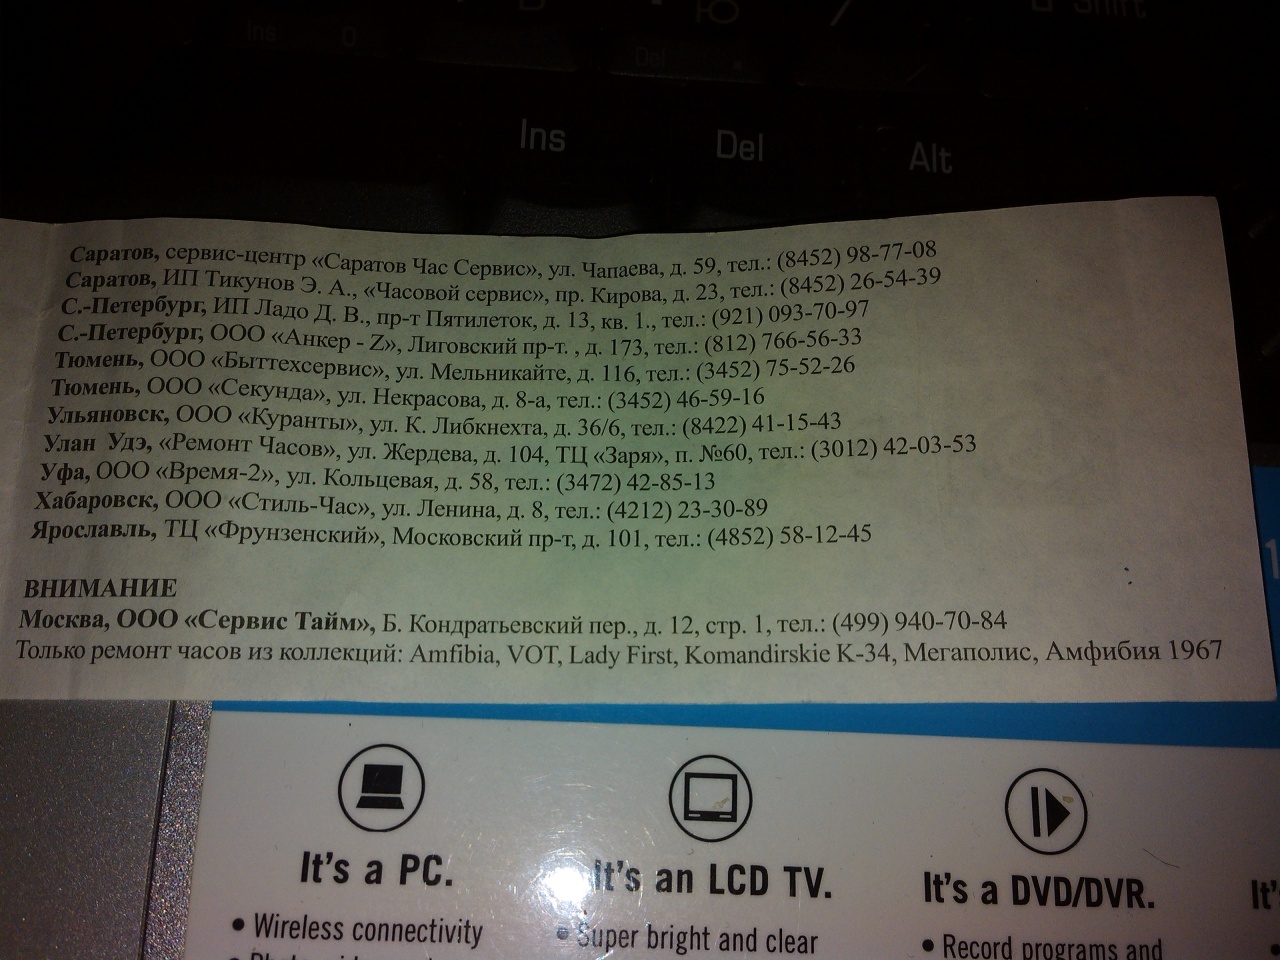 Ins
Del
Shift
Ins
Del
Alt
Саратов, сервис-центр «Саратов Час Сервис», ул. Чапаева, д. 59, тел.: (8452) 98-77-08
Саратов, ИП Тикунов Э. А., «Часовой сервис», пр. Кирова, д. 23, тел.: (8452) 26-54-39
С.-Петербург, ИП Ладо Д. В., пр-т Пятилеток, д. 13, кв. 1., тел.: (921) 093-70-97
С.-Петербург, ООО «Анкер - Z», Лиговский пр-т. , д. 173, тел.: (812) 766-56-33
Тюмень, ООО «Быттехсервис», ул. Мельникайте, д. 116, тел.: (3452) 75-52-26
Тюмень, ООО «Секунда», ул. Некрасова, д. 8-а, тел.: (3452) 46-59-16
Ульяновск, ООО «Куранты», ул. К. Либкнехта, д. 36/6, тел.: (8422) 41-15-43
Улан Удэ, «Ремонт Часов», ул. Жердева, д. 104, ТЦ «Заря», п. №60, тел.: (3012) 42-03-53
Уфа, ООО «Время-2», ул. Кольцевая, д. 58, тел.: (3472) 42-85-13
Хабаровск, ООО «Стиль-Час», ул. Ленина, д. 8, тел.: (4212) 23-30-89
Ярославль, ТЦ «Фрунзенский», Московский пр-т, д. 101, тел.: (4852) 58-12-45
ВНИМАНИЕ
Москва, ООО «Сервис Тайм», Б. Кондратьевский пер., д. 12, стр. 1, тел.: (499) 940-70-84
Только ремонт часов из коллекций: Amfibia, VOT, Lady First, Komandirskie K-34, Мегаполис, Амфибия 1967
It's a PC.
• Wireless connectivity
It's an LCD TV.
• Super bright and clear
It's a DVD/DVR.
• Record programs and
It'